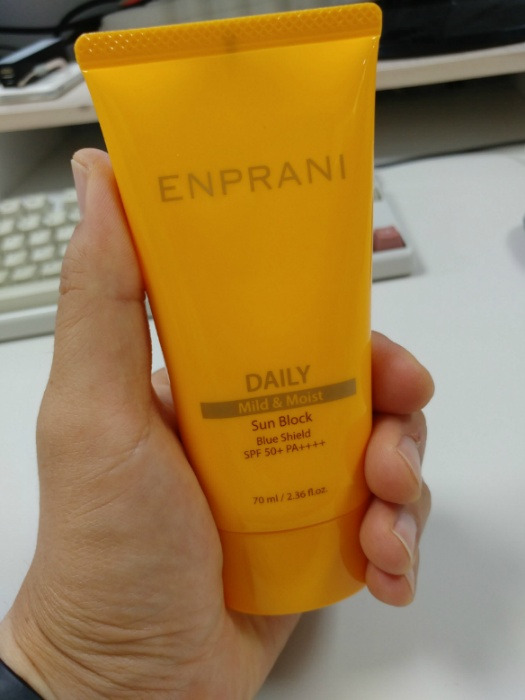 ENPRANI
DAILY
Mild & Moist
Sun Block
Blue Shield
SPF 50+ PA++++
70 ml / 2.36 fl.oz.